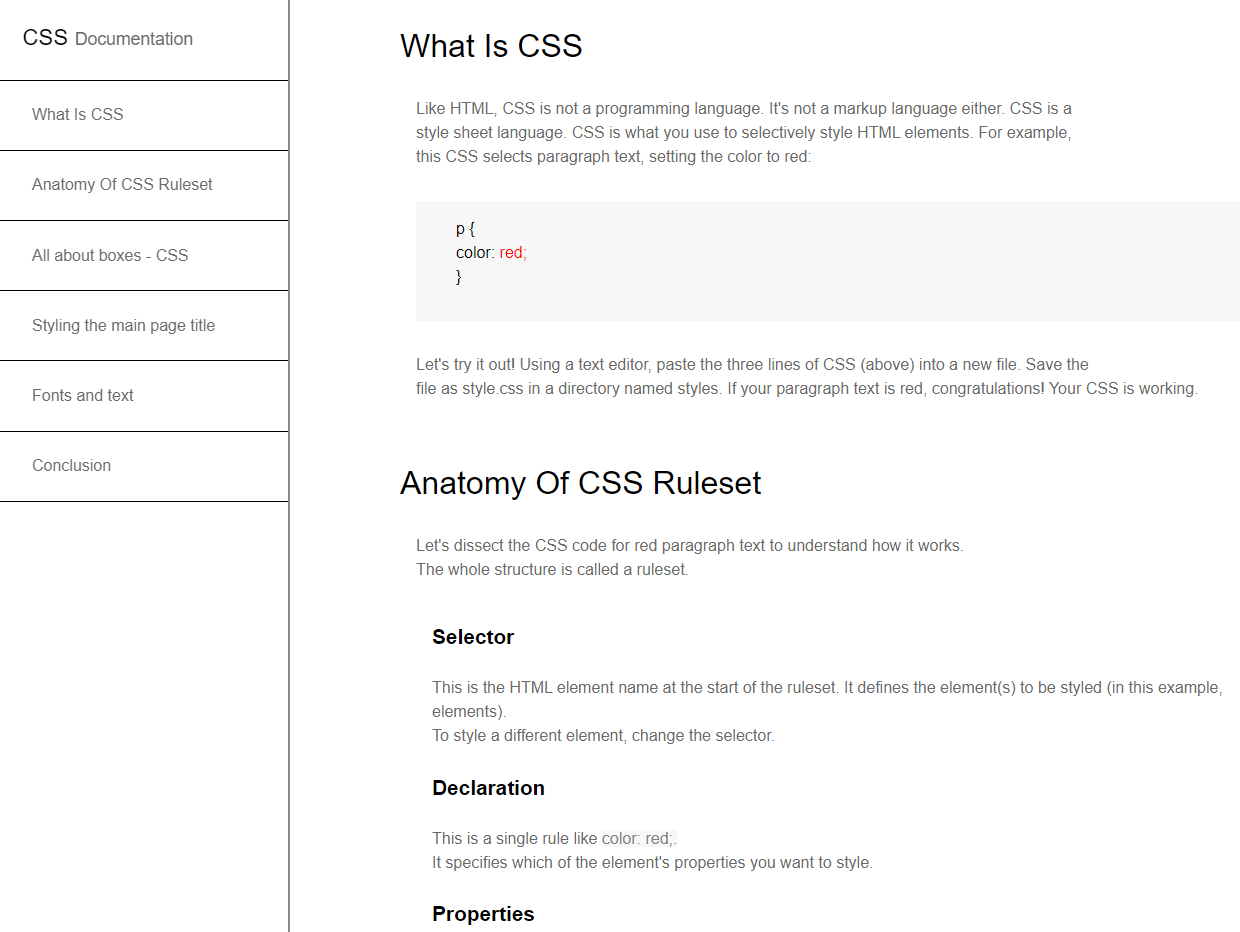 CSS Documentation
What Is CSS
Anatomy Of CSS Ruleset
All about boxes - CSS
Styling the main page title
Fonts and text
Conclusion
What Is CSS
Like HTML, CSS is not a programming language. It's not a markup language either. CSS is a
style sheet language. CSS is what you use to selectively style HTML elements. For example,
this CSS selects paragraph text, setting the color to red:
p {
color: red;
}
Let's try it out! Using a text editor, paste the three lines of CSS (above) into a new file. Save the
file as style.css in a directory named styles. If your paragraph text is red, congratulations! Your CSS is working.
Anatomy Of CSS Ruleset
Let's dissect the CSS code for red paragraph text to understand how it works.
The whole structure is called a ruleset.
Selector
This is the HTML element name at the start of the ruleset. It defines the element(s) to be styled (in this example,
elements).
To style a different element, change the selector.
Declaration
This is a single rule like color: red;.
It specifies which of the element's properties you want to style.
Properties